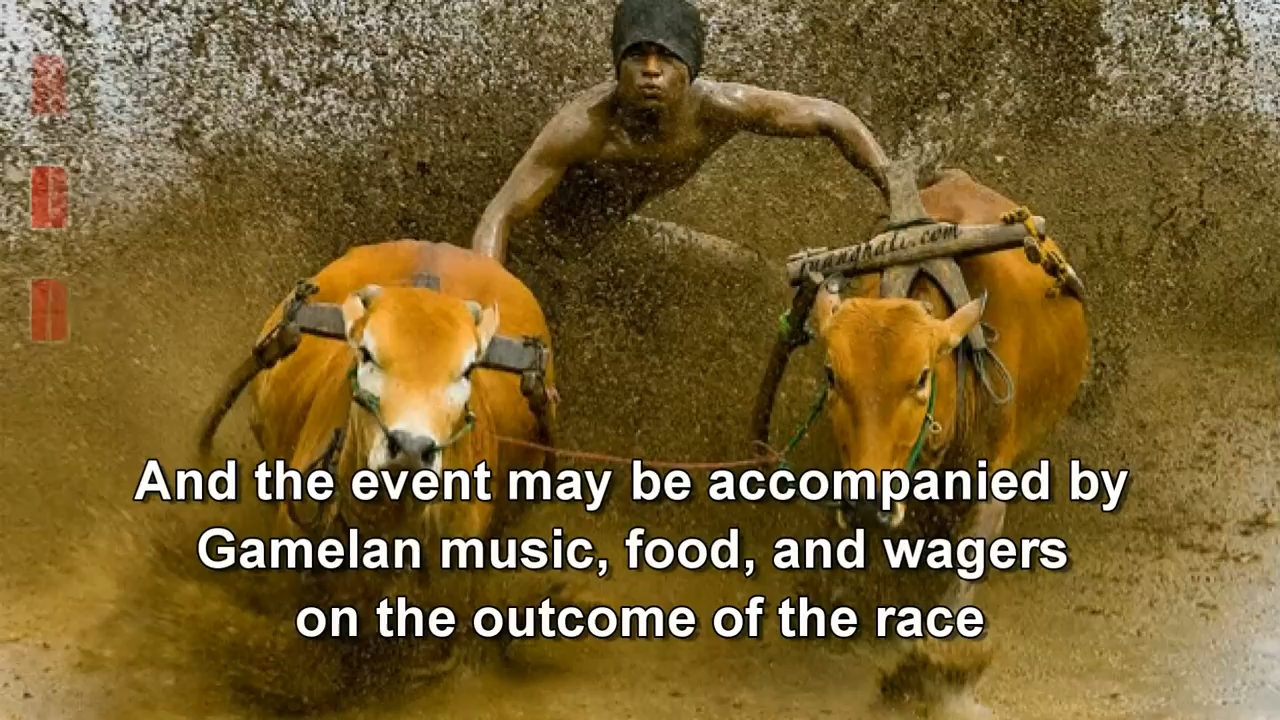 And the event may be accompanied by
Gamelan music, food, and wagers
on the outcome of the race